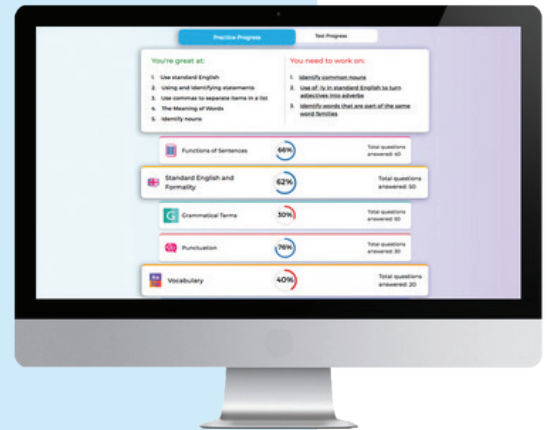 Practice Progress
Test Progress
You're great at:
1. Use standard English
2. Using and identifying statements
3. Use commas to separate items in a list
4. The Meaning of Words
5. Identify nouns
You need to work on:
1. Identify common nouns
2. Use of -ly in standard English to turn
adjectives into adverbs
3. Identify words that are part of the same
word families
Functions of Sentences
66%
Total questions
answered: 40
Standard English and
Formality
62%
Total questions
answered: 50
G
Grammatical Terms
30%
Total questions
answered: 50
Punctuation
76%
Total questions
answered: 30
Vocabulary
40%
Total questions
answered: 20